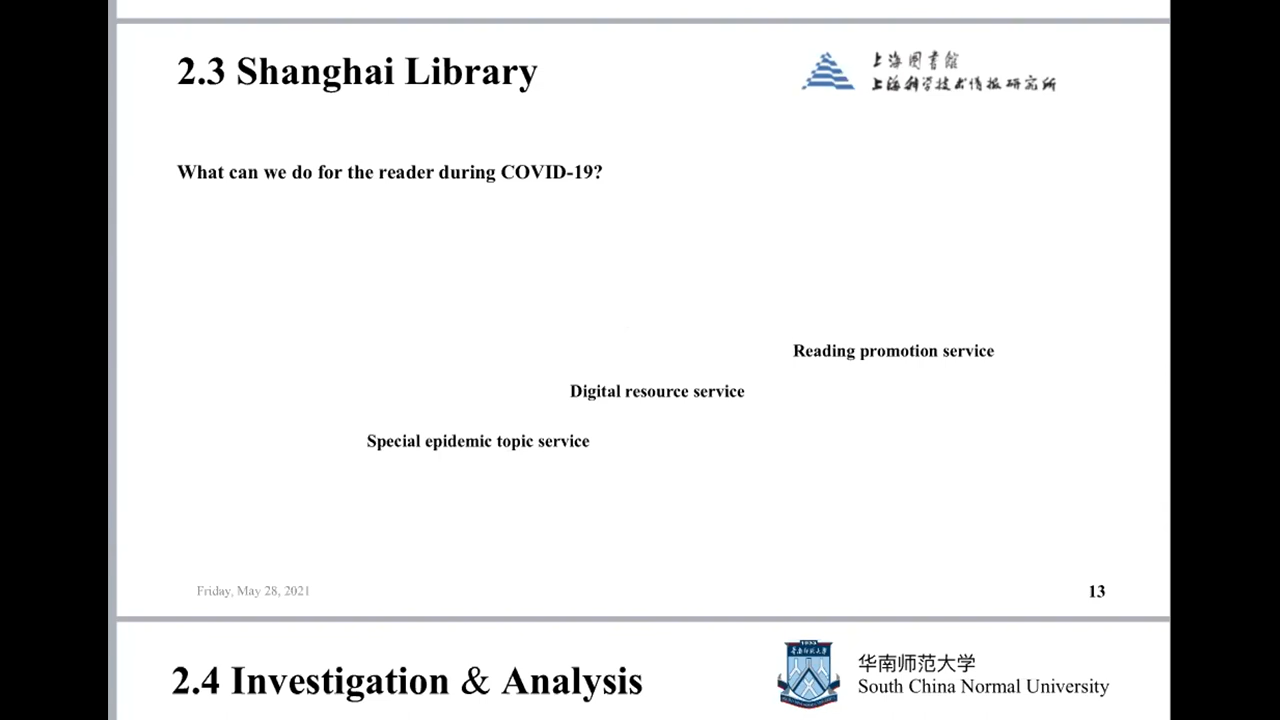 2.3 Shanghai Library
上海图书馆
上海科学技术情报研究所
What can we do for the reader during COVID-19?
Reading promotion service
Digital resource service
Special epidemic topic service
Friday, May 28, 2021
13
2.4 Investigation & Analysis
华南师范大学
South China Normal University